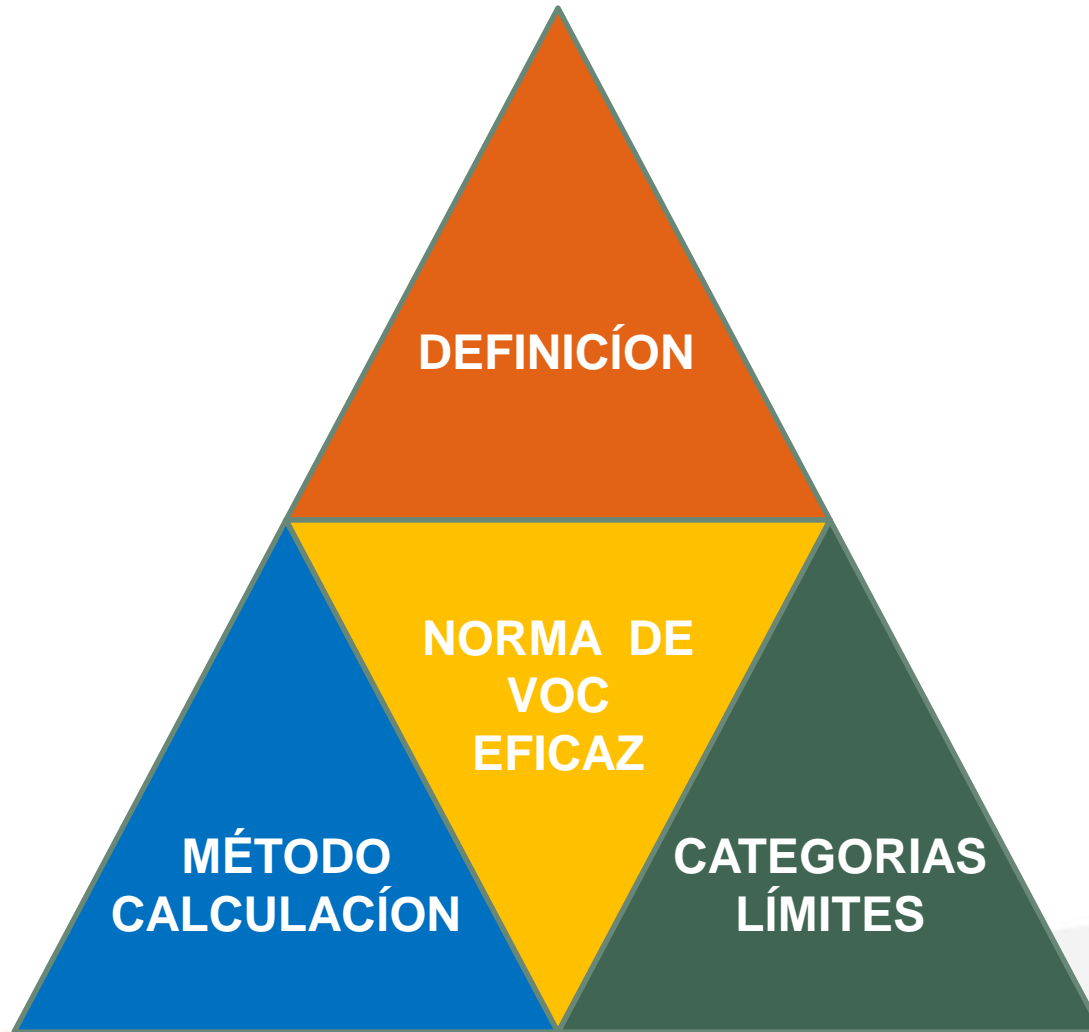 DEFINICÍON
NORMA DE
VOC
EFICAZ
MÉTODO
CALCULACÍON
CATEGORIAS
LÍMITES